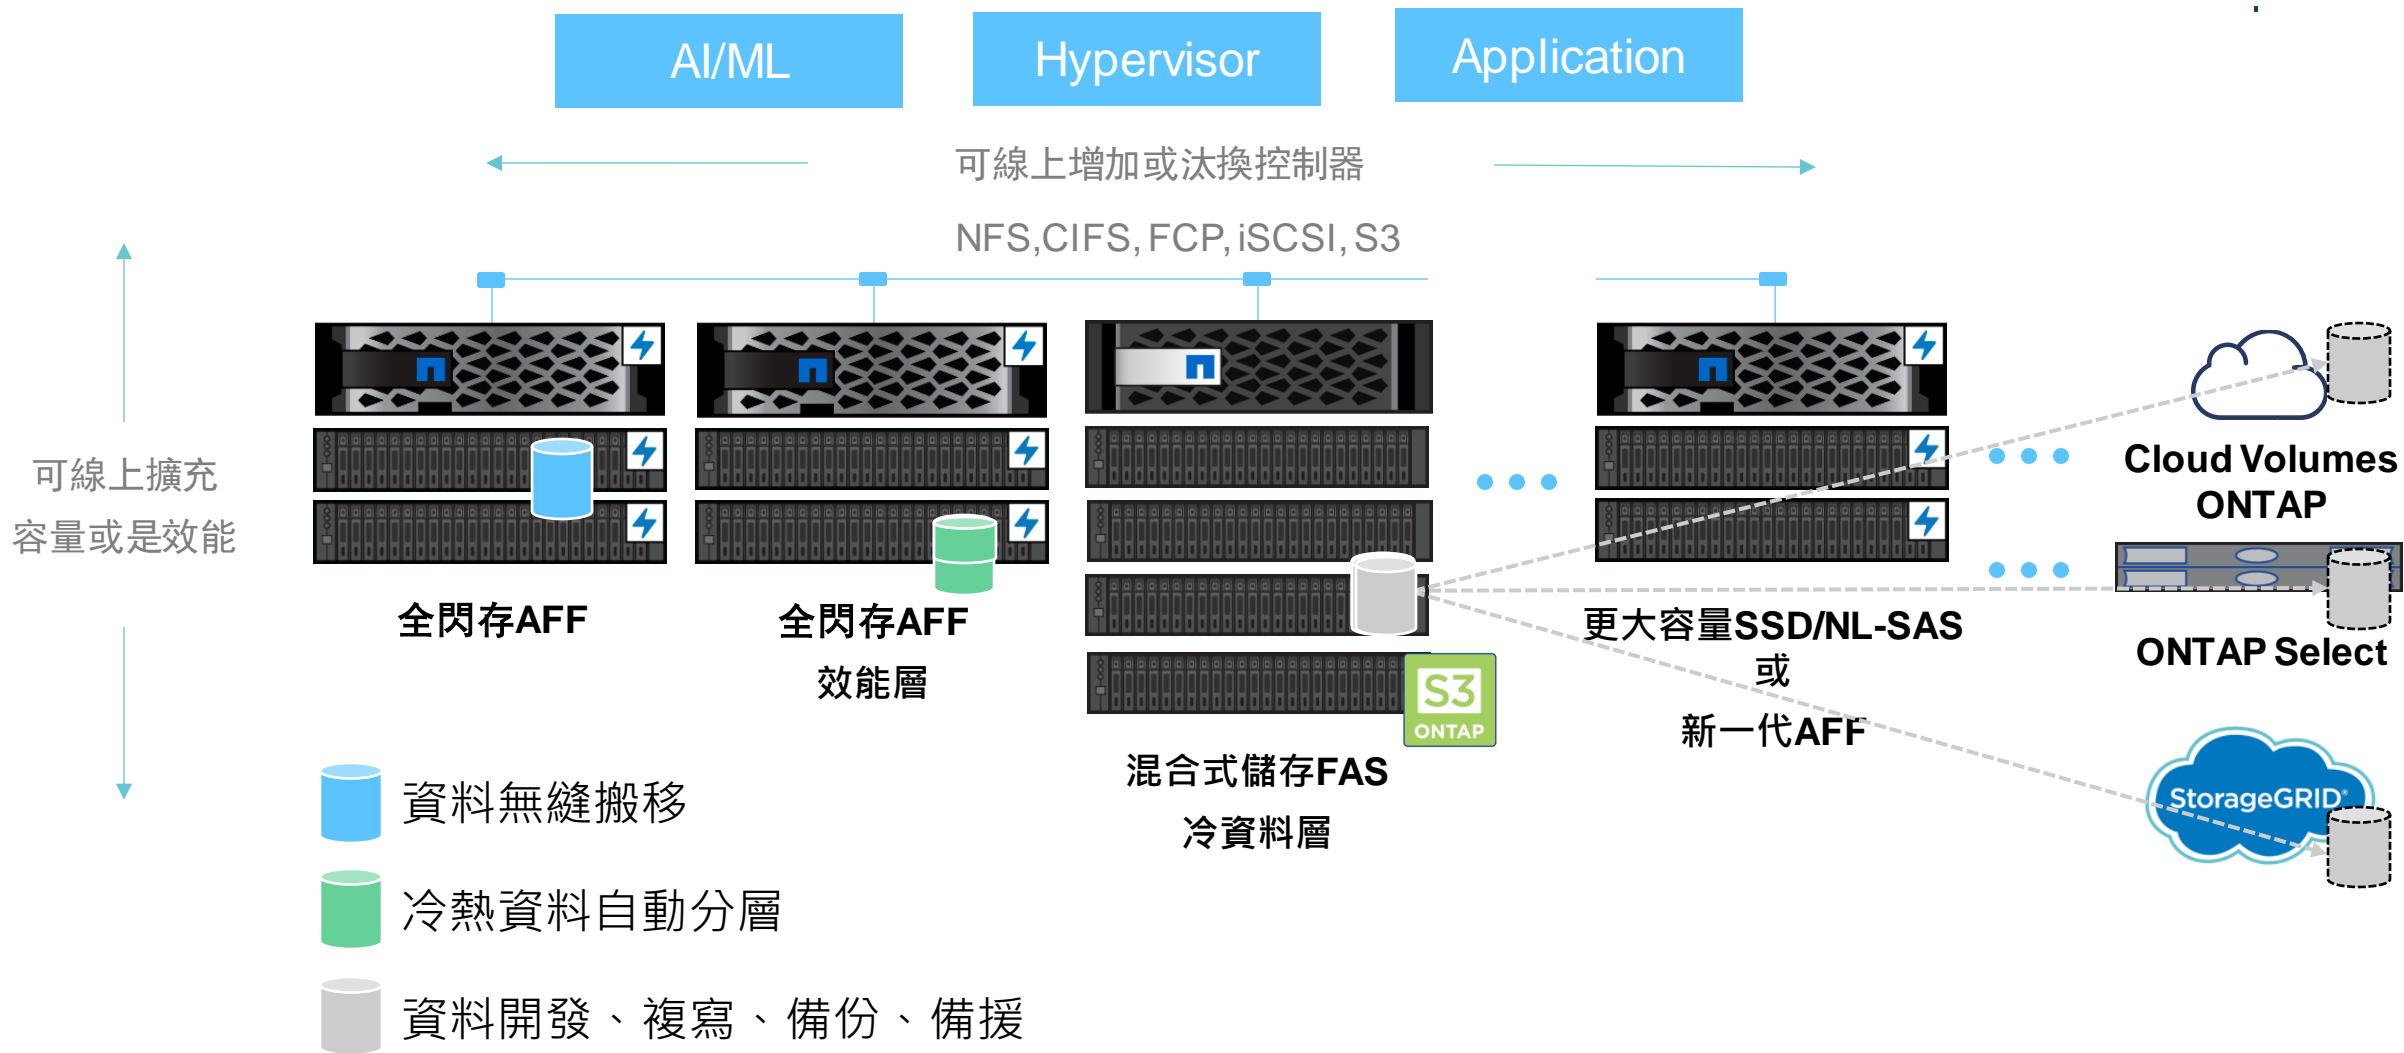 AI/ML
Hypervisor
Application
可線上增加或汰換控制器
NFS,CIFS, FCP, iSCSI, S3
可線上擴充
容量或是效能
全閃存AFF
全閃存AFF
效能層
S3
ONTAP
混合式儲存FAS
冷資料層
更大容量SSD/NL-SAS
或
新一代AFF
Cloud Volumes
ONTAP
ONTAP Select
StorageGRID®
資料無縫搬移
冷熱資料自動分層
資料開發、複寫、備份、備援